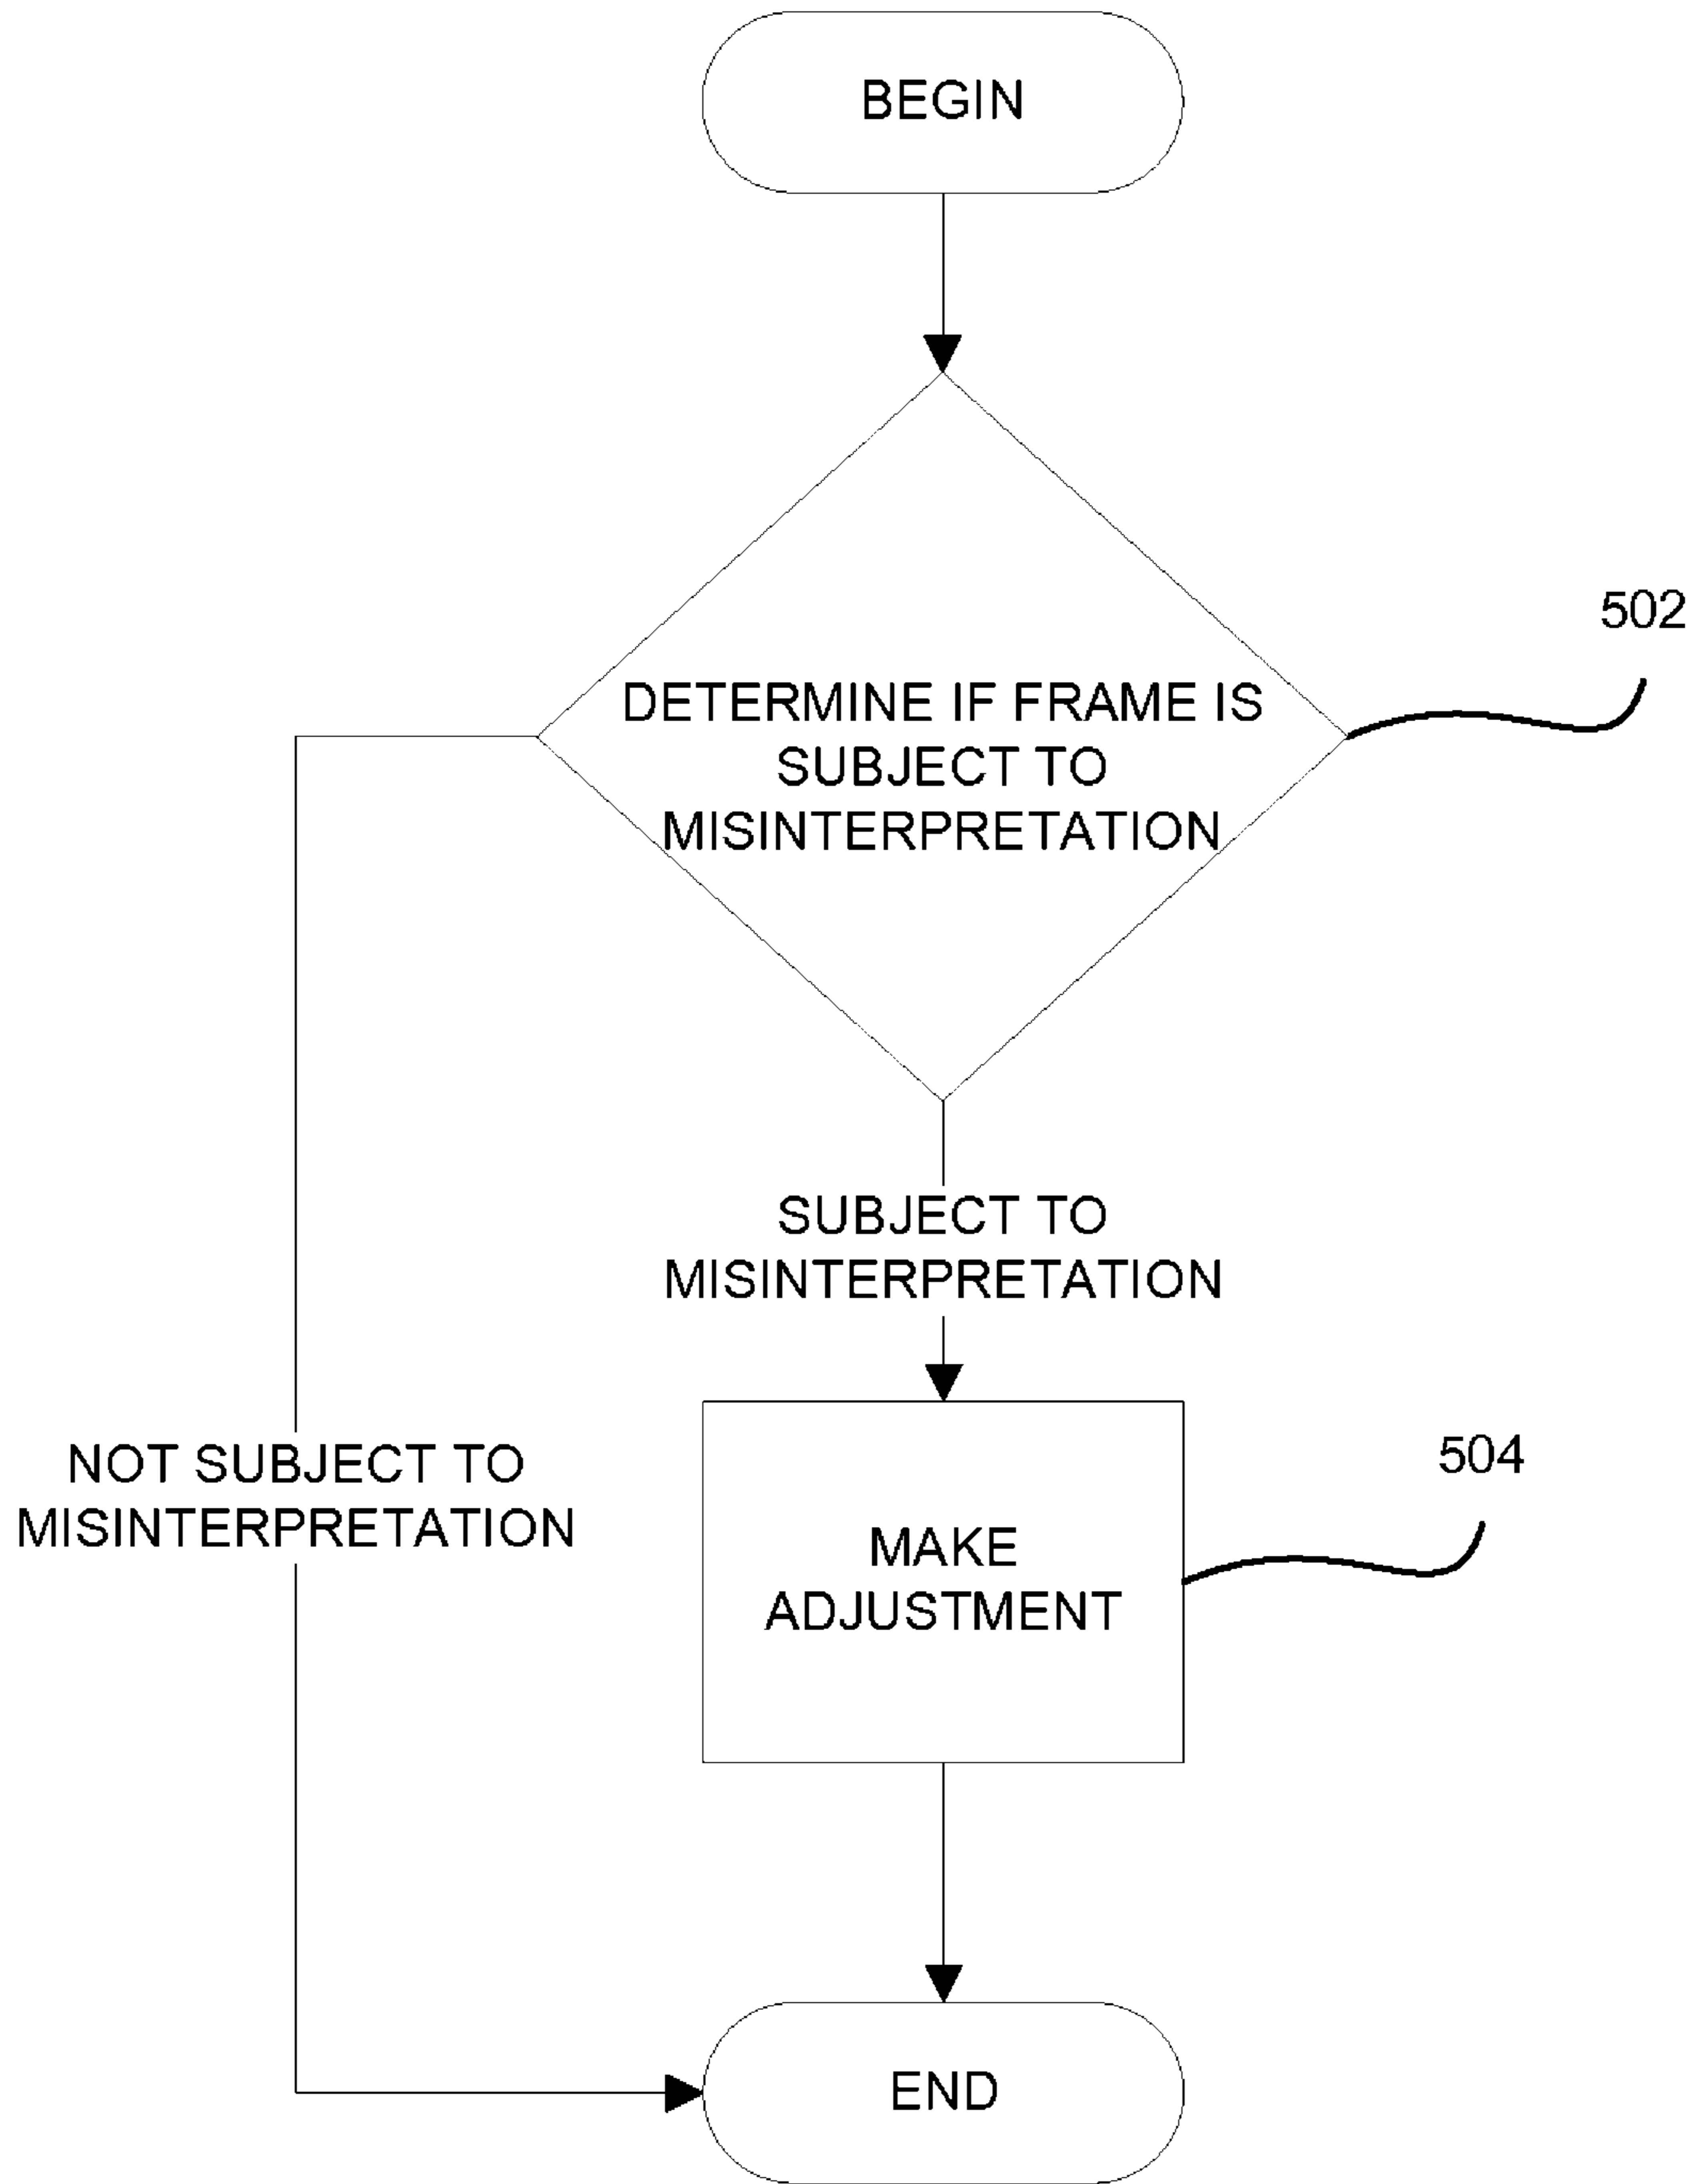 BEGIN
502
DETERMINE IF FRAME IS
SUBJECT TO
MISINTERPRETATION
SUBJECT TO
MISINTERPRETATION
NOT SUBJECT TO
MISINTERPRETATION
504
MAKE
ADJUSTMENT
END